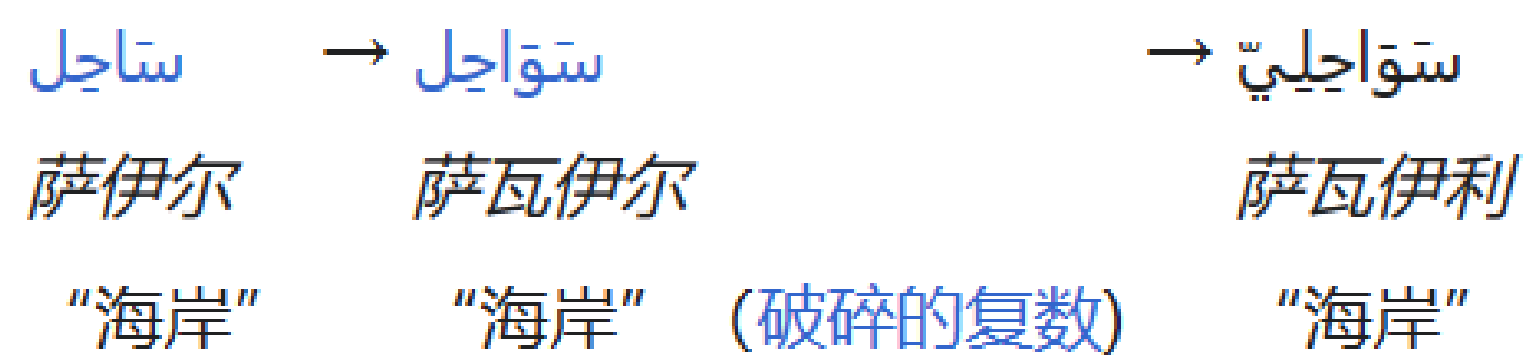 سَاحِل → سَوَاحِل → سَوَاحِلِيّ
萨伊尔 萨瓦伊尔 萨瓦伊利
“海岸” “海岸” (破碎的复数) “海岸”